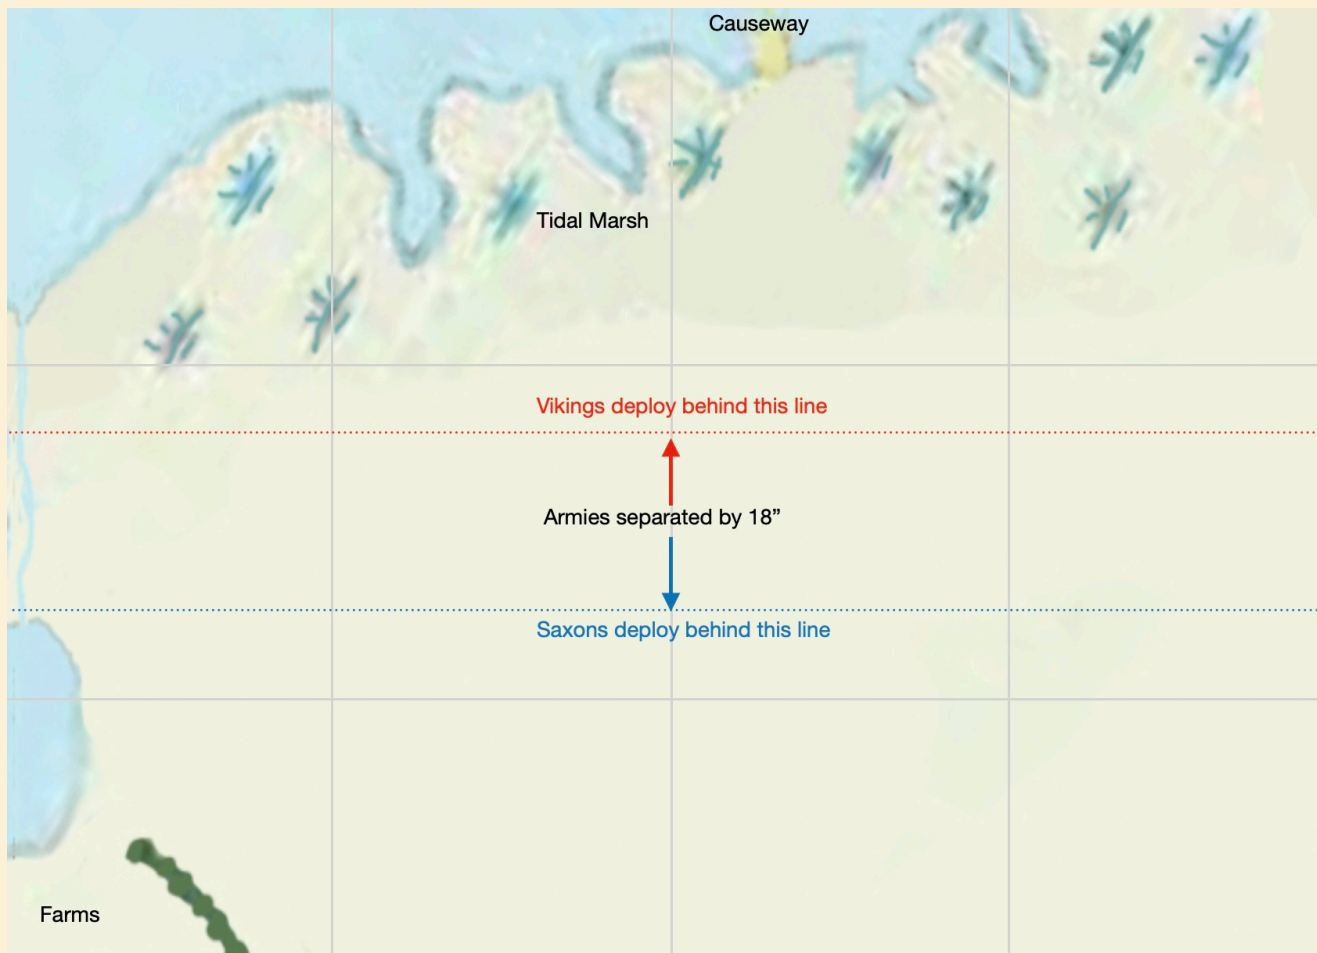 Causeway
Tidal Marsh
Vikings deploy behind this line
Armies separated by 18”
Saxons deploy behind this line
Farms